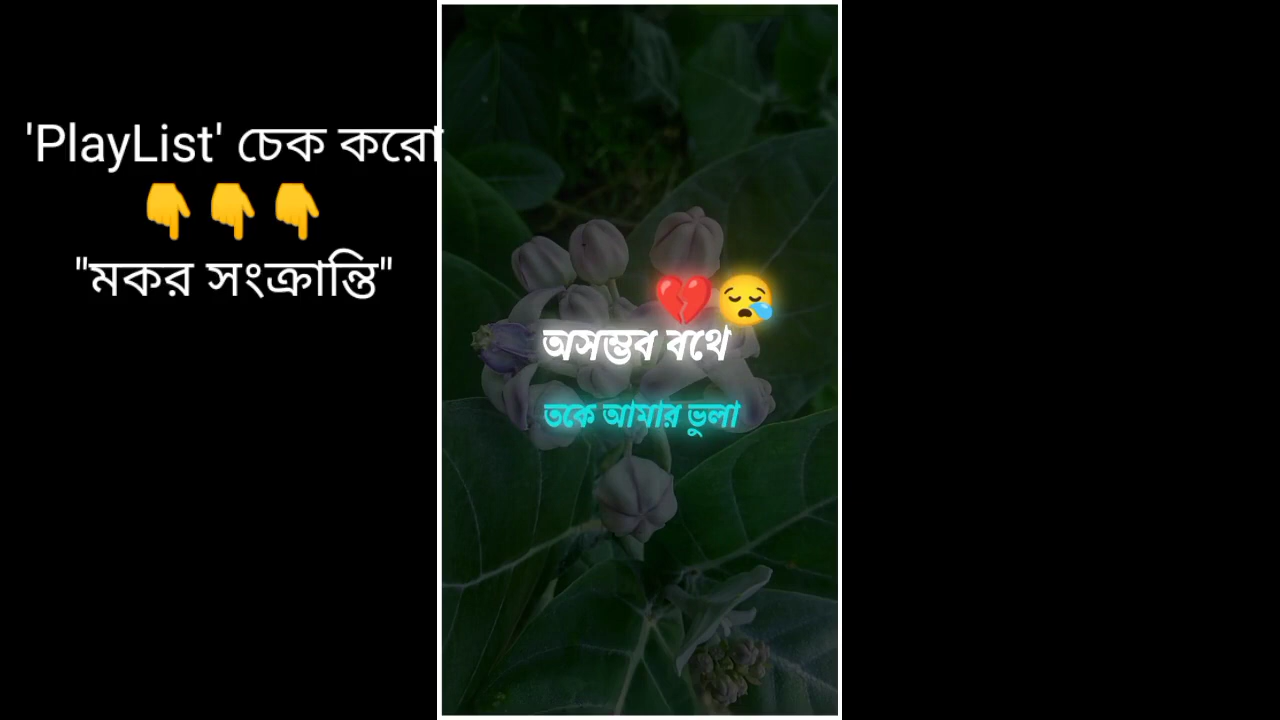 'PlayList' চেক করো
👇👇👇
"মকর সংক্রান্তি"
💔😪
অসম্ভব বথে
তকে আমার ভুলা